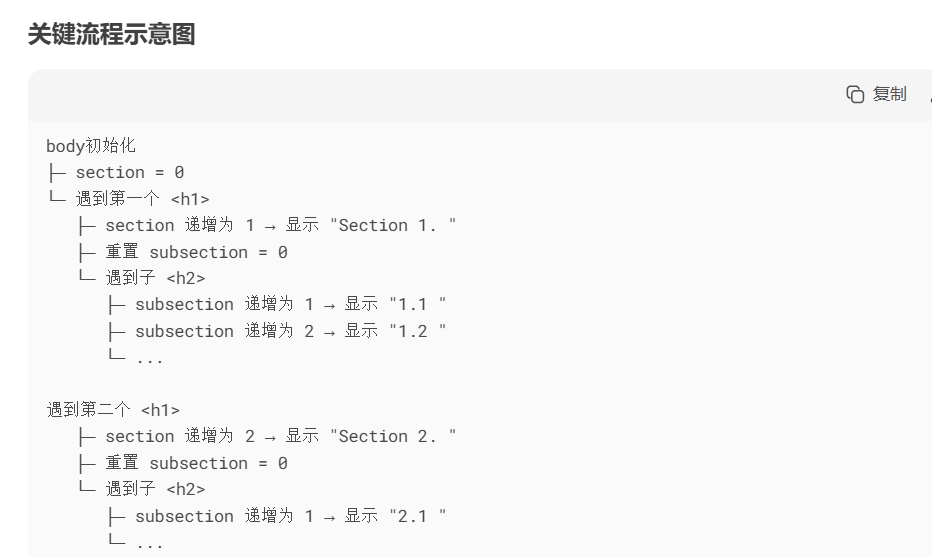 关键流程示意图
复制
body初始化
├─ section = 0
└─ 遇到第一个 <h1>
   ├─ section 递增为 1 → 显示 "Section 1. "
   ├─ 重置 subsection = 0
   └─ 遇到子 <h2>
      ├─ subsection 递增为 1 → 显示 "1.1 "
      ├─ subsection 递增为 2 → 显示 "1.2 "
      └─ ...
遇到第二个 <h1>
   ├─ section 递增为 2 → 显示 "Section 2. "
   ├─ 重置 subsection = 0
   └─ 遇到子 <h2>
      ├─ subsection 递增为 1 → 显示 "2.1 "
      └─ ...